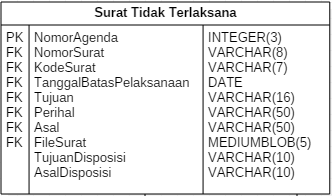 Surat Tidak Terlaksana
PK NomorAgenda INTEGER(3)
FK NomorSurat VARCHAR(8)
FK KodeSurat VARCHAR(7)
FK TanggalBatasPelaksanaan DATE
FK Tujuan VARCHAR(16)
FK Perihal VARCHAR(50)
FK Asal VARCHAR(50)
FK FileSurat MEDIUMBLOB(5)
TujuanDisposisi VARCHAR(10)
AsalDisposisi VARCHAR(10)